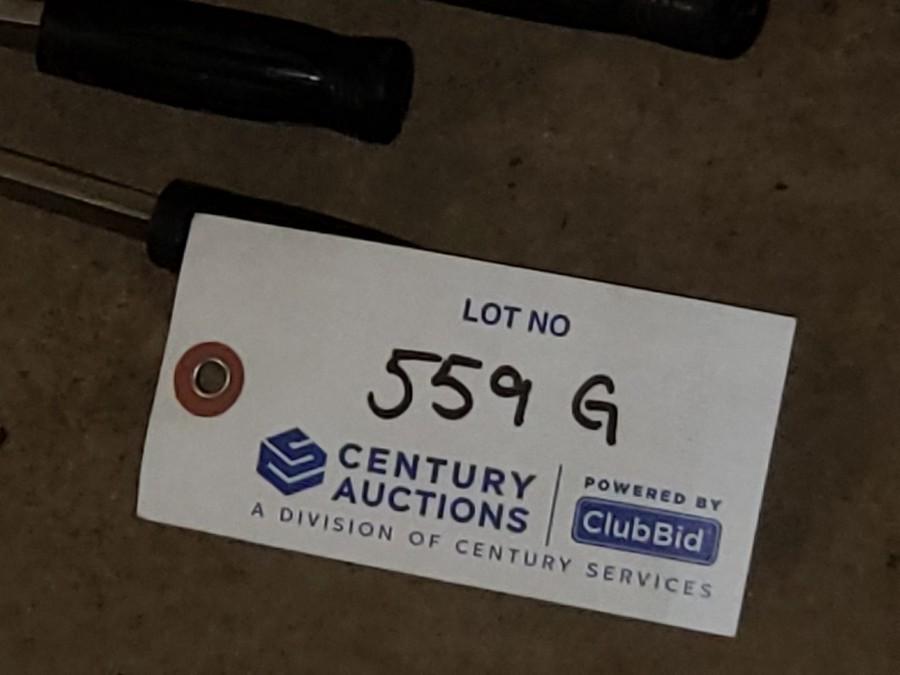 LOT NO
559 G
CENTURY
AUCTIONS
POWERED BY
ClubBid
A DIVISION OF CENTURY SERVICES